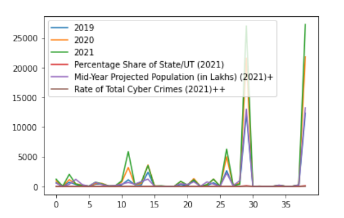 25000
20000
15000
10000
5000
0
2019
2020
2021
Percentage Share of State/UT (2021)
Mid-Year Projected Population (in Lakhs) (2021)+
Rate of Total Cyber Crimes (2021)++
0 5 10 15 20 25 30 35